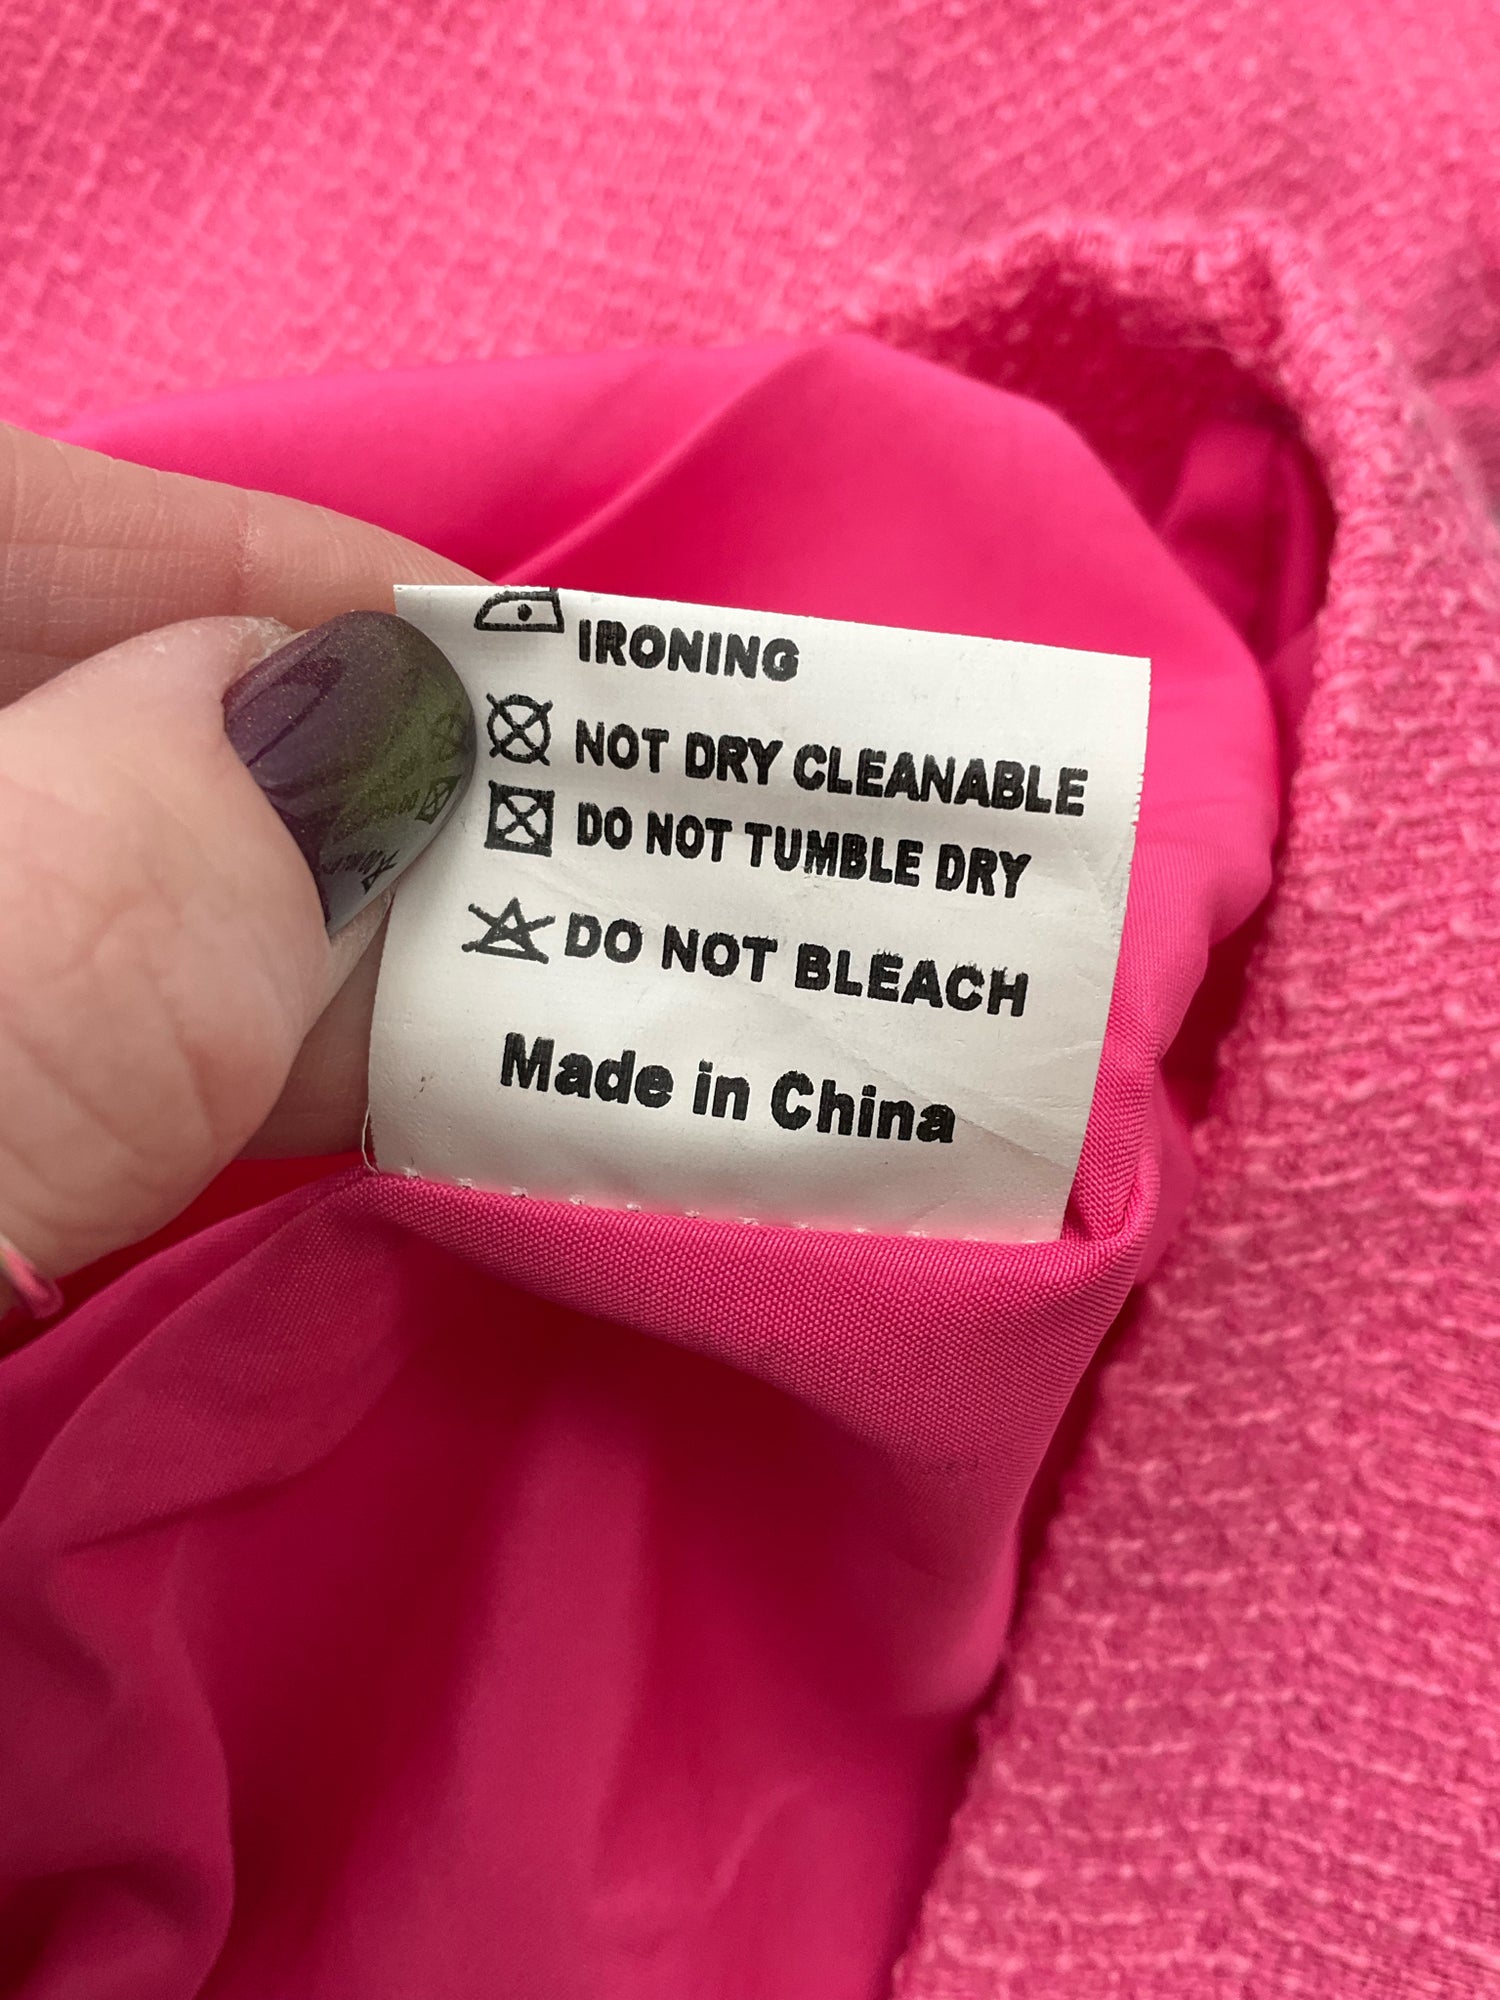 IRONING
NOT DRY CLEANABLE
DO NOT TUMBLE DRY
DO NOT BLEACH
Made in China